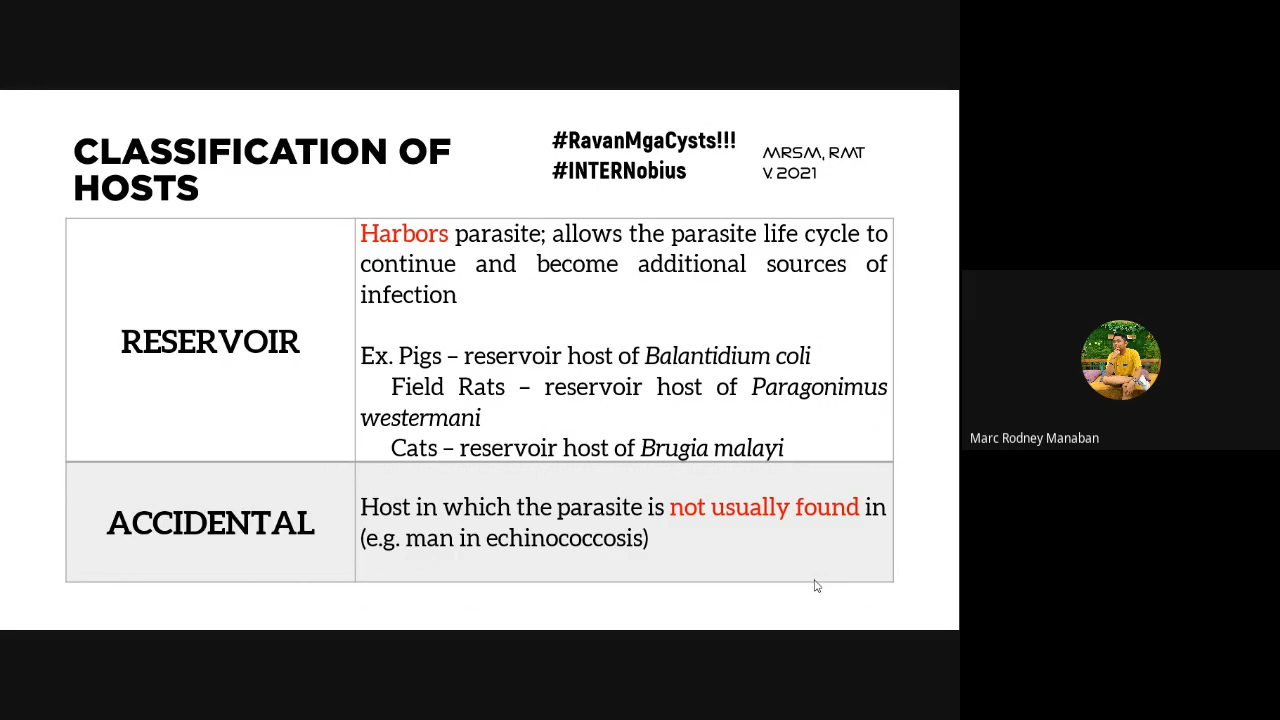 CLASSIFICATION OF
HOSTS
#RavanMgaCysts!!!
#INTERNobius
MRSM, RMT
V. 2021
RESERVOIR
Harbors parasite; allows the parasite life cycle to
continue and become additional sources of
infection
Ex. Pigs – reservoir host of Balantidium coli
Field Rats – reservoir host of Paragonimus
westermani
Cats – reservoir host of Brugia malayi
ACCIDENTAL
Host in which the parasite is not usually found in
(e.g. man in echinococcosis)
Marc Rodney Manaban